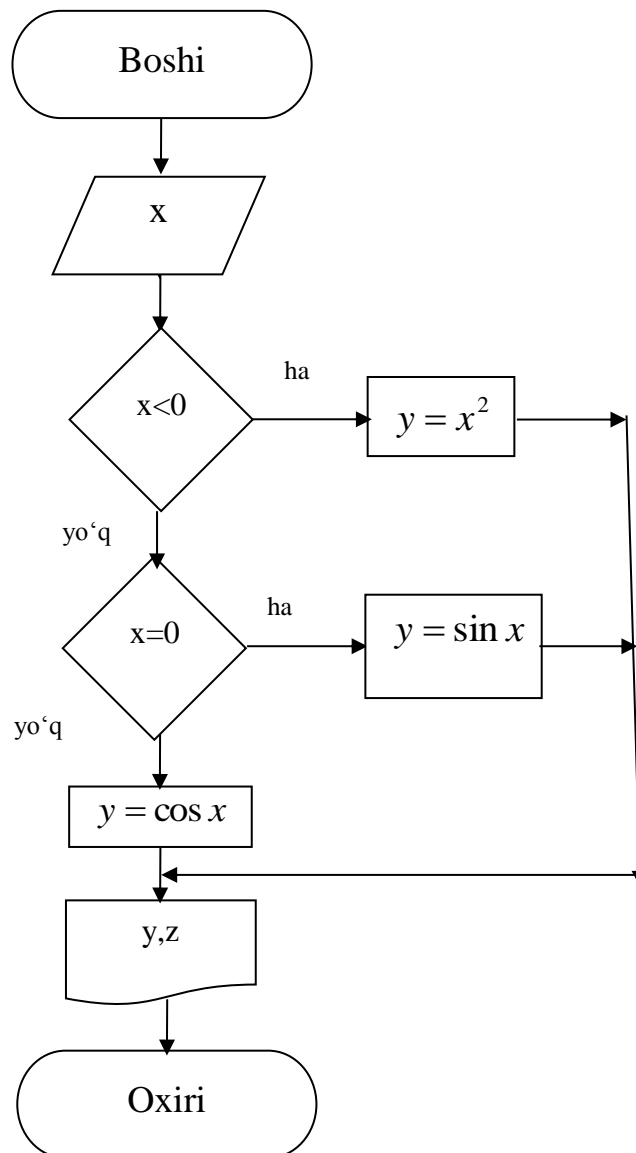 Boshi
x
x<0
ha
y = x²
yo‘q
x=0
ha
y = sin x
yo‘q
y = cos x
y,z
Oxiri